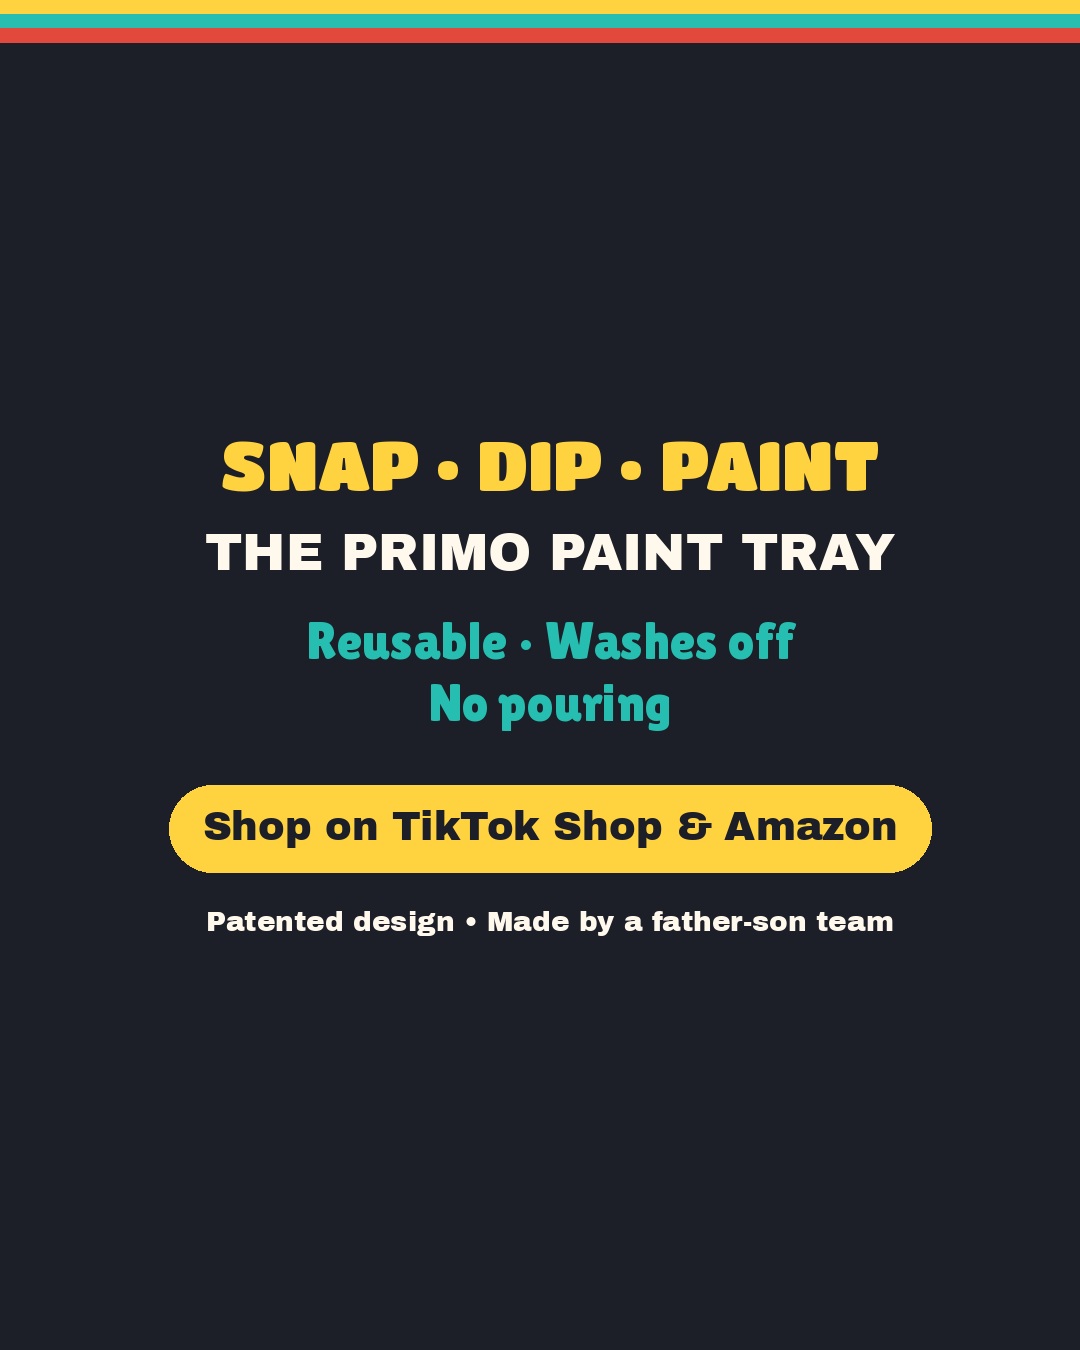 SNAP · DIP · PAINT
THE PRIMO PAINT TRAY
Reusable · Washes off
No pouring
Shop on TikTok Shop & Amazon
Patented design • Made by a father-son team